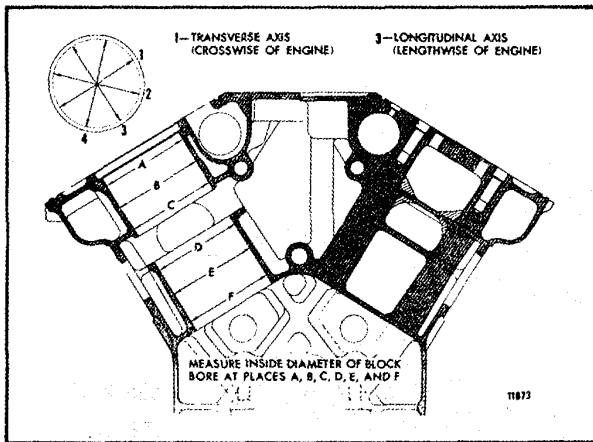 1—TRANSVERSE AXIS
(CROSSWISE OF ENGINE)
3—LONGITUDINAL AXIS
(LENGTHWISE OF ENGINE)
1
2
3
4
A
B
C
D
E
F
MEASURE INSIDE DIAMETER OF BLOCK
BORE AT PLACES A, B, C, D, E, AND F
11873